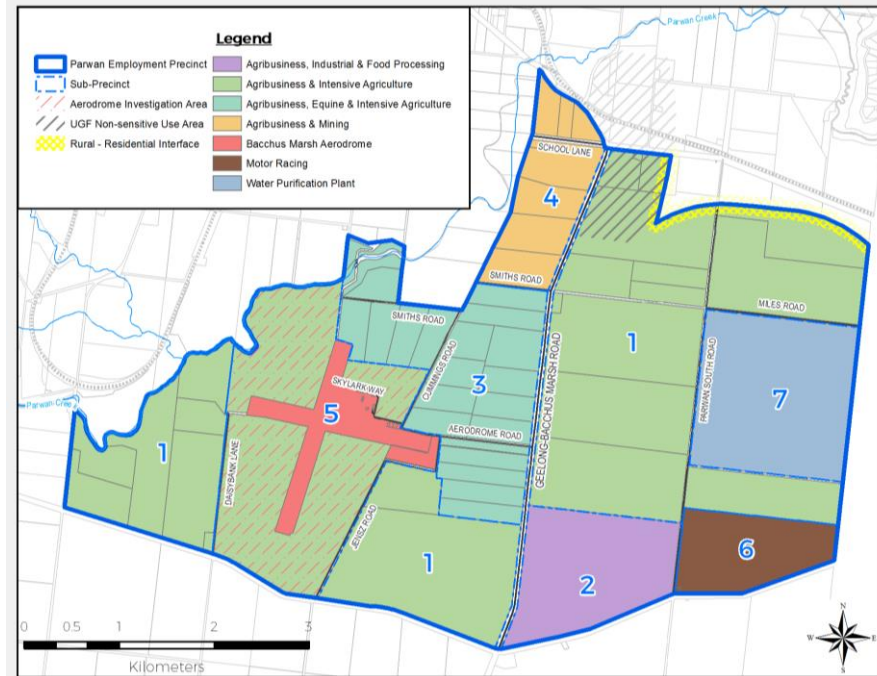 Legend
Parwan Employment Precinct
Sub-Precinct
Aerodrome Investigation Area
UGF Non-sensitive Use Area
Rural - Residential Interface
Agribusiness, Industrial & Food Processing
Agribusiness & Intensive Agriculture
Agribusiness, Equine & Intensive Agriculture
Agribusiness & Mining
Bacchus Marsh Aerodrome
Motor Racing
Water Purification Plant
Parwan Creek
SCHOOL LANE
4
SMITHS ROAD
MILES ROAD
SMITHS ROAD
CUMMINGS ROAD
GEELONG-BACCHUS MARSH ROAD
1
PARWAN SOUTH ROAD
7
SKYLARK-WAY
3
5
Parwan Creek
AERODROME ROAD
1
DAISYBANK LANE
JENSZ ROAD
1
2
6
0 0.5 1 2 3
Kilometers
N
W E
S